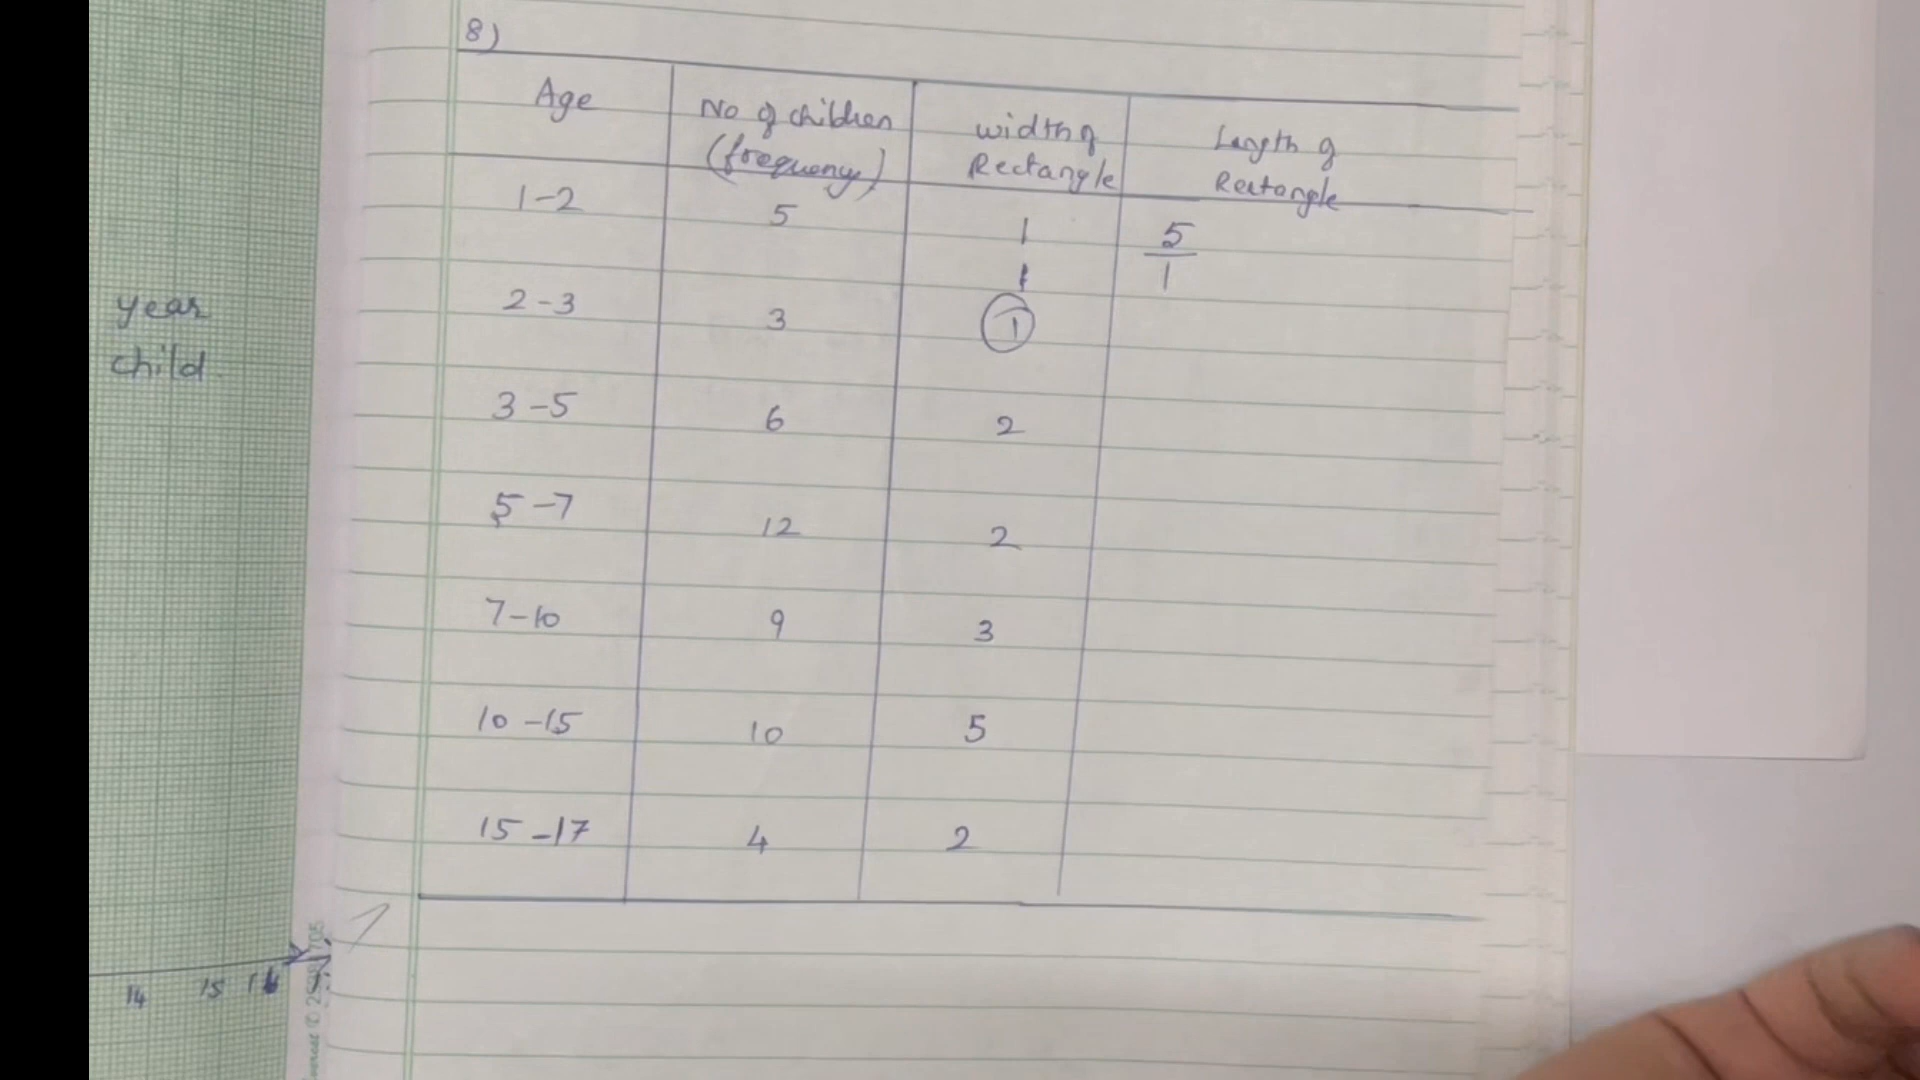 8)
Age No of children width of Length of
(frequency) Rectangle Rectangle
1-2 5 1 5/1
1
2-3 3 1
3-5 6 2
5-7 12 2
7-10 9 3
10-15 10 5
15-17 4 2
year
child
14 15 16